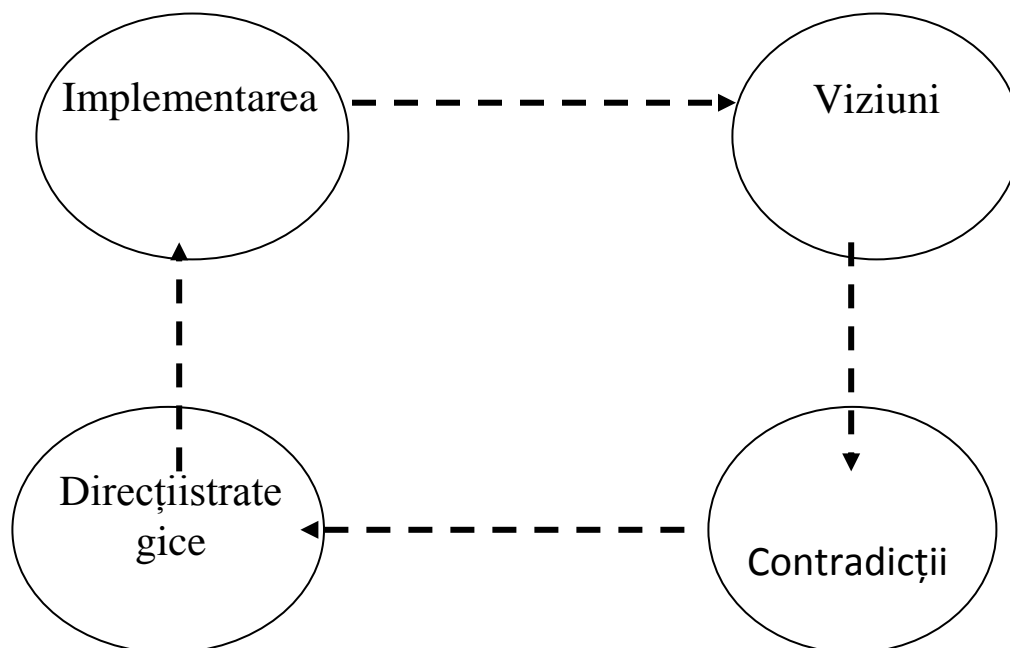 Implementarea
Viziuni
Direcțiistrate
gice
Contradicții